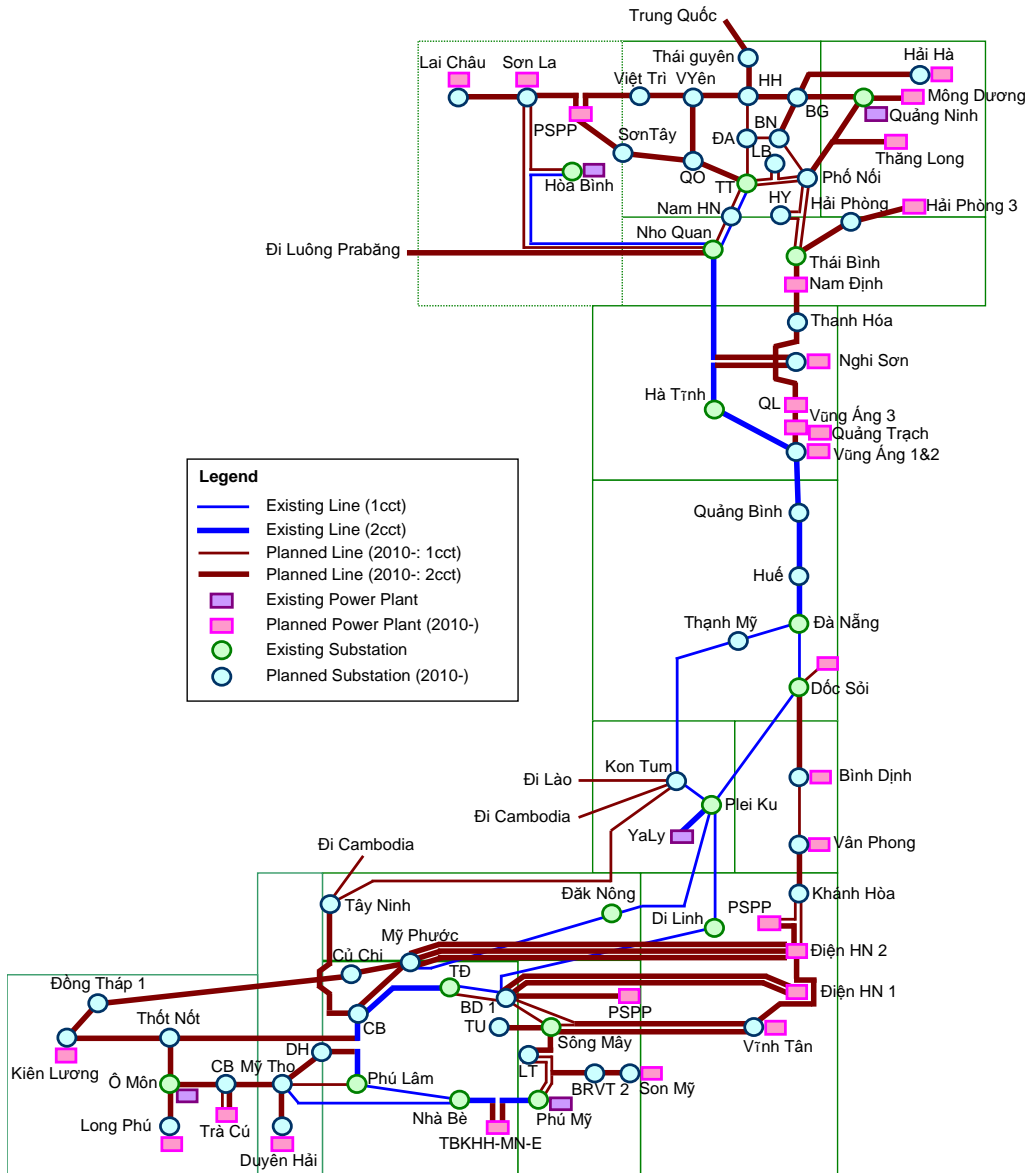 Trung Quốc
Thái guyên
Hải Hà
Lai Châu
Sơn La
Việt Trì
VYên
HH
BG
Mông Dương
Quảng Ninh
PSPP
SơnTây
ĐA
BN
LB
Thăng Long
Hòa Bình
QO
TT
Phố Nối
HY
Hải Phòng
Hải Phòng 3
Nam HN
Nho Quan
Đi Luông Prabăng
Thái Bình
Nam Định
Thanh Hóa
Nghi Sơn
Hà Tĩnh
QL
Vũng Áng 3
Quảng Trạch
Vũng Áng 1&2
Legend
Existing Line (1cct)
Existing Line (2cct)
Planned Line (2010-: 1cct)
Planned Line (2010-: 2cct)
Existing Power Plant
Planned Power Plant (2010-)
Existing Substation
Planned Substation (2010-)
Quảng Bình
Huế
Thạnh Mỹ
Đà Nẵng
Dốc Sỏi
Kon Tum
Đi Lào
Bình Dịnh
Plei Ku
Đi Cambodia
YaLy
Vân Phong
Đi Cambodia
Đăk Nông
Khánh Hòa
Tây Ninh
Di Linh
PSPP
Mỹ Phước
Điện HN 2
Củ Chi
TĐ
Đồng Tháp 1
BD 1
PSPP
Điện HN 1
Thốt Nốt
CB
TU
Sông Mây
Vĩnh Tân
DH
LT
Kiên Lương
Ô Môn
CB
Mỹ Tho
Phú Lâm
BRVT 2
Son Mỹ
Long Phú
Trà Cú
Nhà Bè
Phú Mỹ
TBKHH-MN-E
Duyên Hải